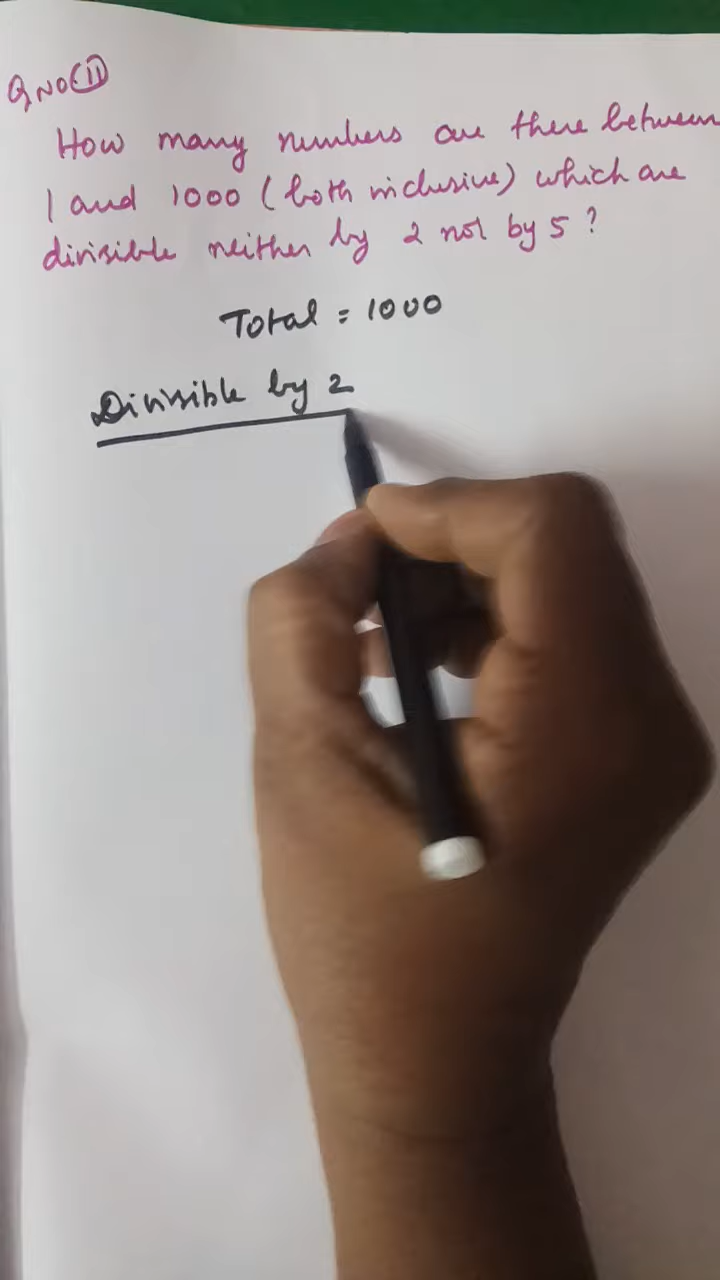 Q NO (11)
How many numbers are there between
1 and 1000 (both inclusive) which are
divisible neither by 2 nor by 5?
Total = 1000
Divisible by 2